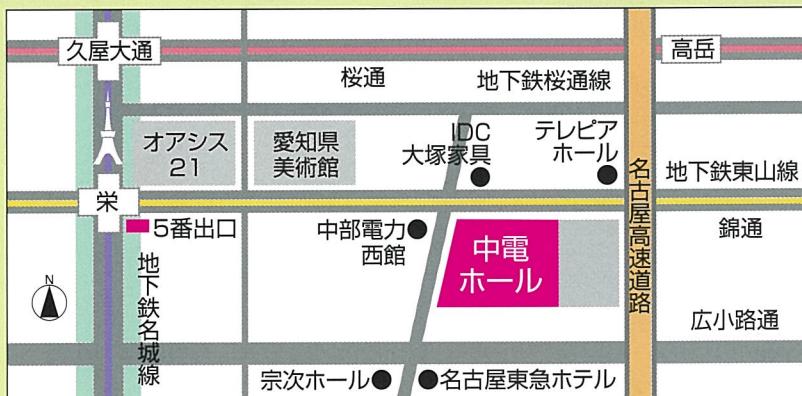 久屋大通
高岳
桜通
地下鉄桜通線
オアシス
21
愛知県
美術館
IDC
大塚家具
テレピア
ホール
地下鉄東山線
栄
5番出口
中部電力
西館
中電
ホール
名古屋高速道路
錦通
N
地下鉄名城線
広小路通
宗次ホール
名古屋東急ホテル